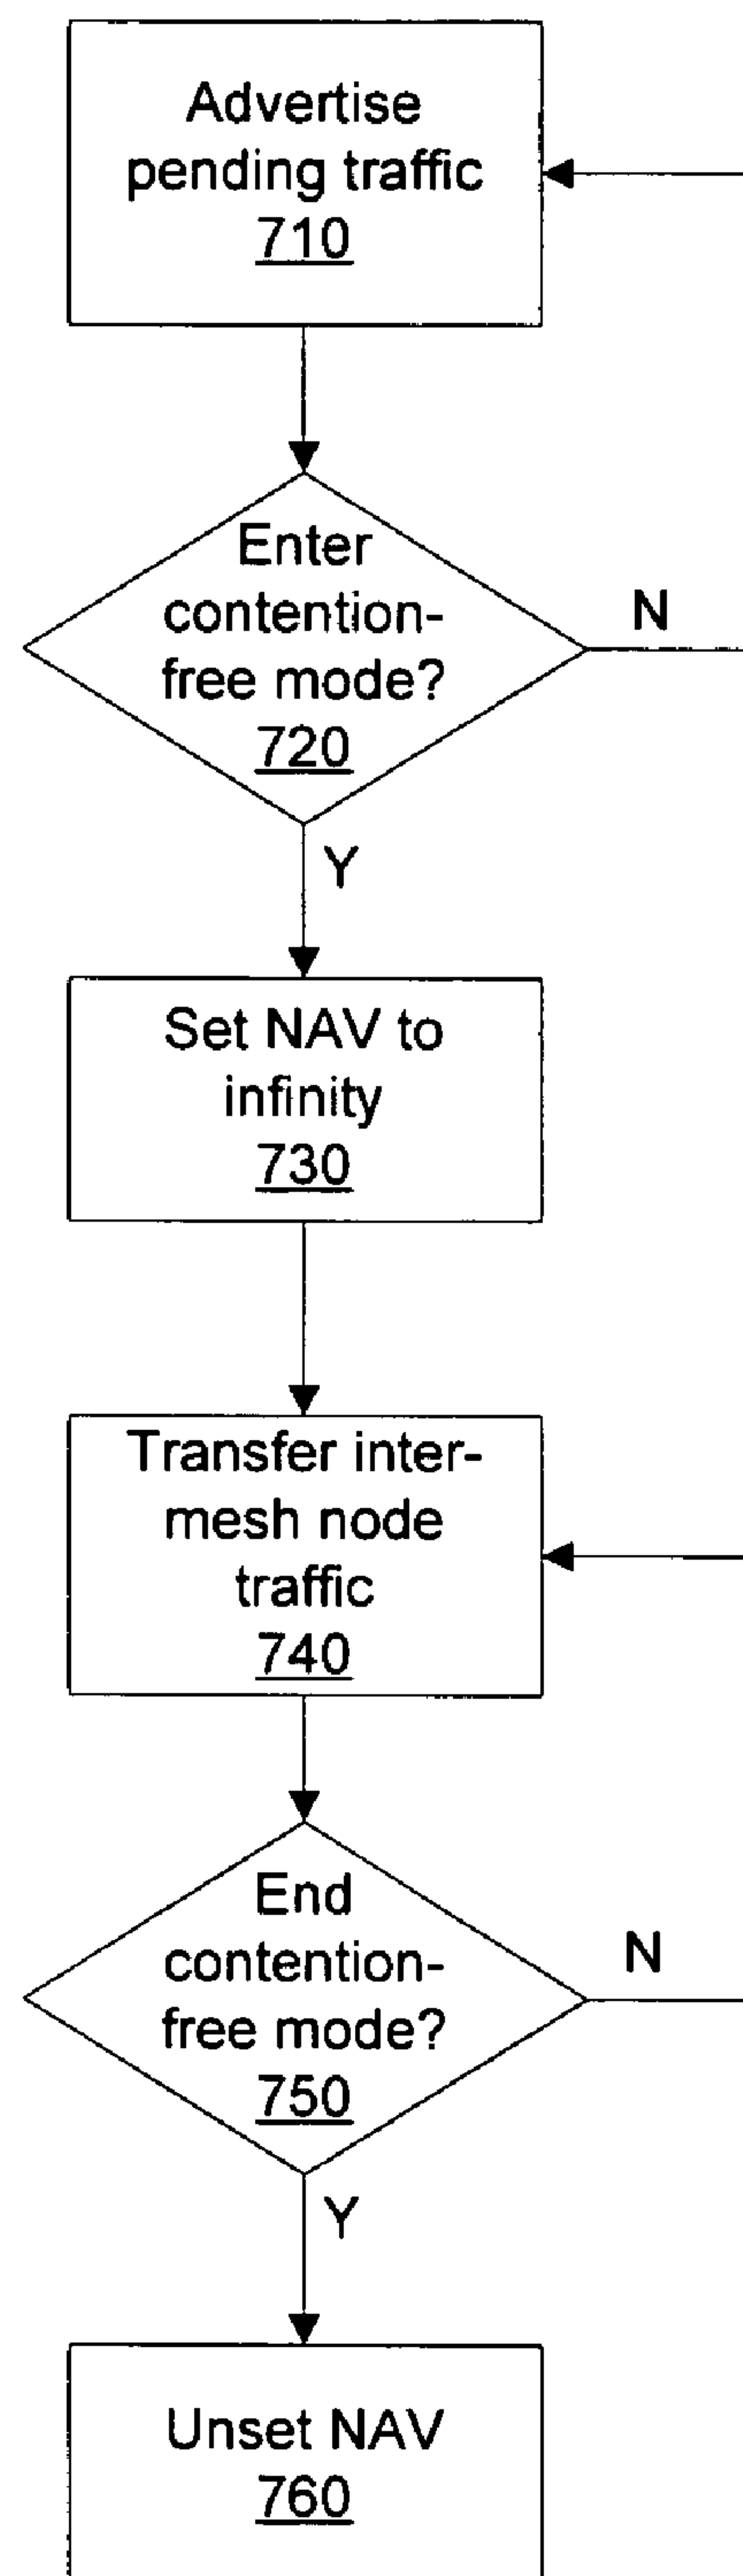 Advertise
pending traffic
710
Enter
contention-
free mode?
720
N
Y
Set NAV to
infinity
730
Transfer inter-
mesh node
traffic
740
End
contention-
free mode?
750
N
Y
Unset NAV
760